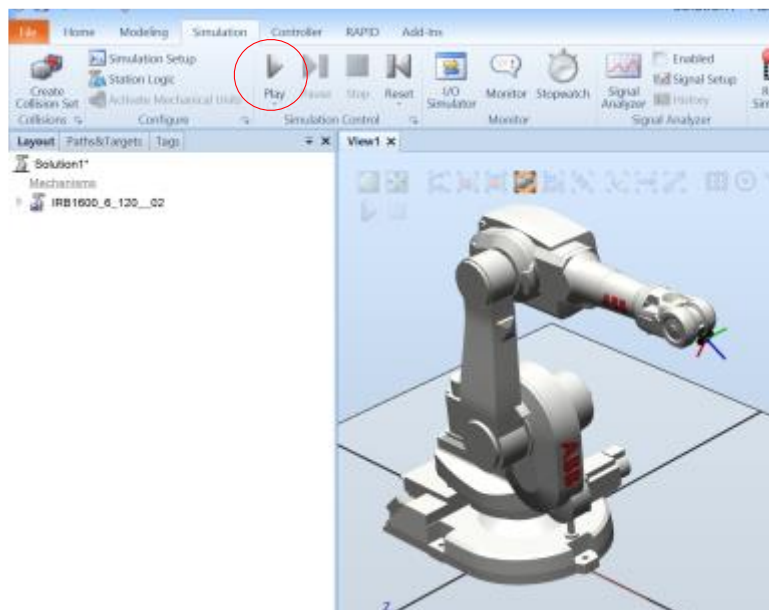 File Home Modeling Simulation Controller RAPID Add-Ins
Simulation Setup
Station Logic
Activate Mechanical Units
Create
Collision Set
Play Pause Stop Reset
I/O
Simulator
Monitor Stopwatch
Signal
Analyzer
Enabled
Signal Setup
History
Collisions Configure Simulation Control Monitor Signal Analyzer
Layout Paths&Targets Tags
View1
Solution1*
Mechanisms
IRB1600_6_120__02
ABB
ABB
Z